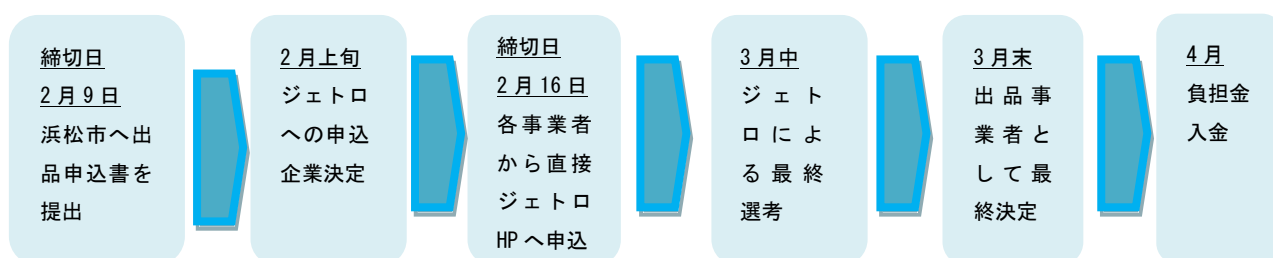 締切日
2月9日
浜松市へ出
品申込書を
提出
2月上旬
ジェトロ
への申込
企業決定
締切日
2月16日
各事業者
から直接
ジェトロ
HPへ申込
3月中
ジェト
ロによ
る最終
選考
3月末
出品事
業者と
して最
終決定
4月
負担金
入金